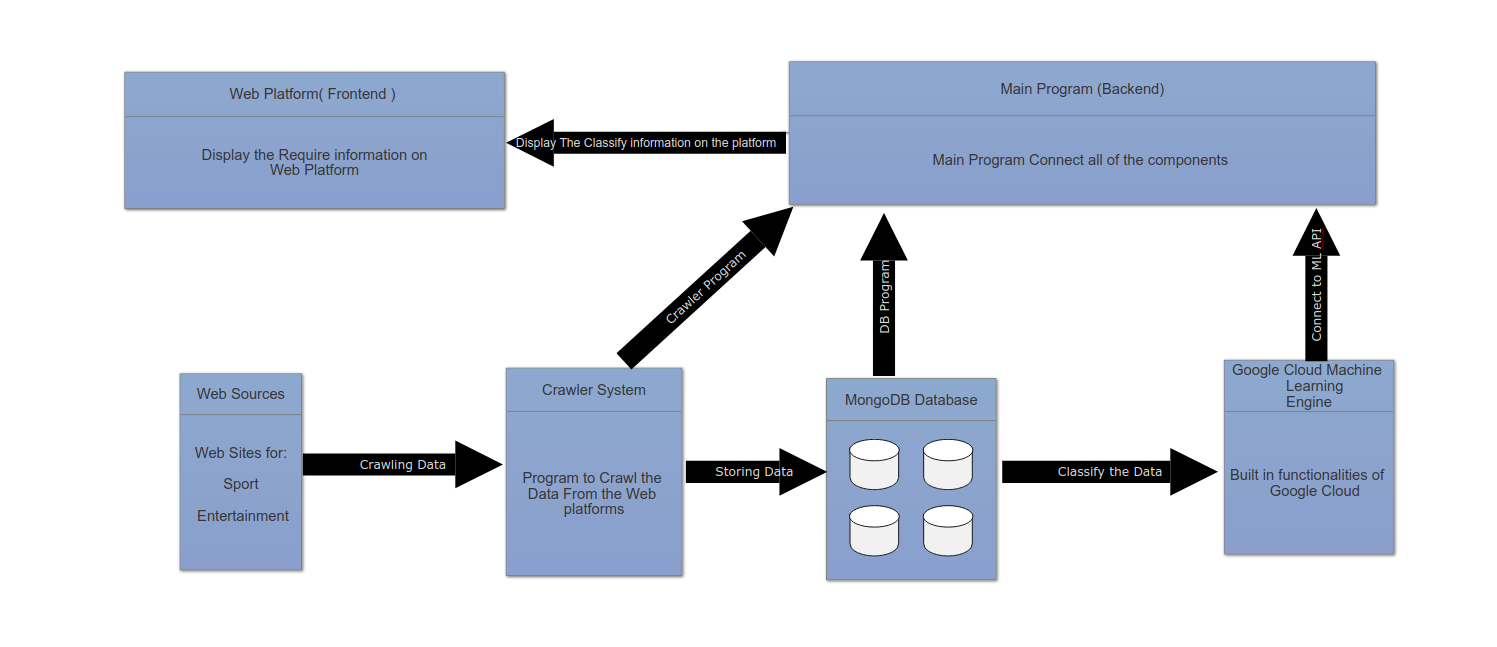 Web Platform( Frontend )
Display the Require information on
Web Platform
Display The Classify information on the platform
Main Program (Backend)
Main Program Connect all of the components
Crawler Program
DB Program
Connect to ML API
Web Sources
Web Sites for:
Sport
Entertainment
Crawling Data
Crawler System
Program to Crawl the
Data From the Web
platforms
Storing Data
MongoDB Database
Classify the Data
Google Cloud Machine
Learning
Engine
Built in functionalities of
Google Cloud